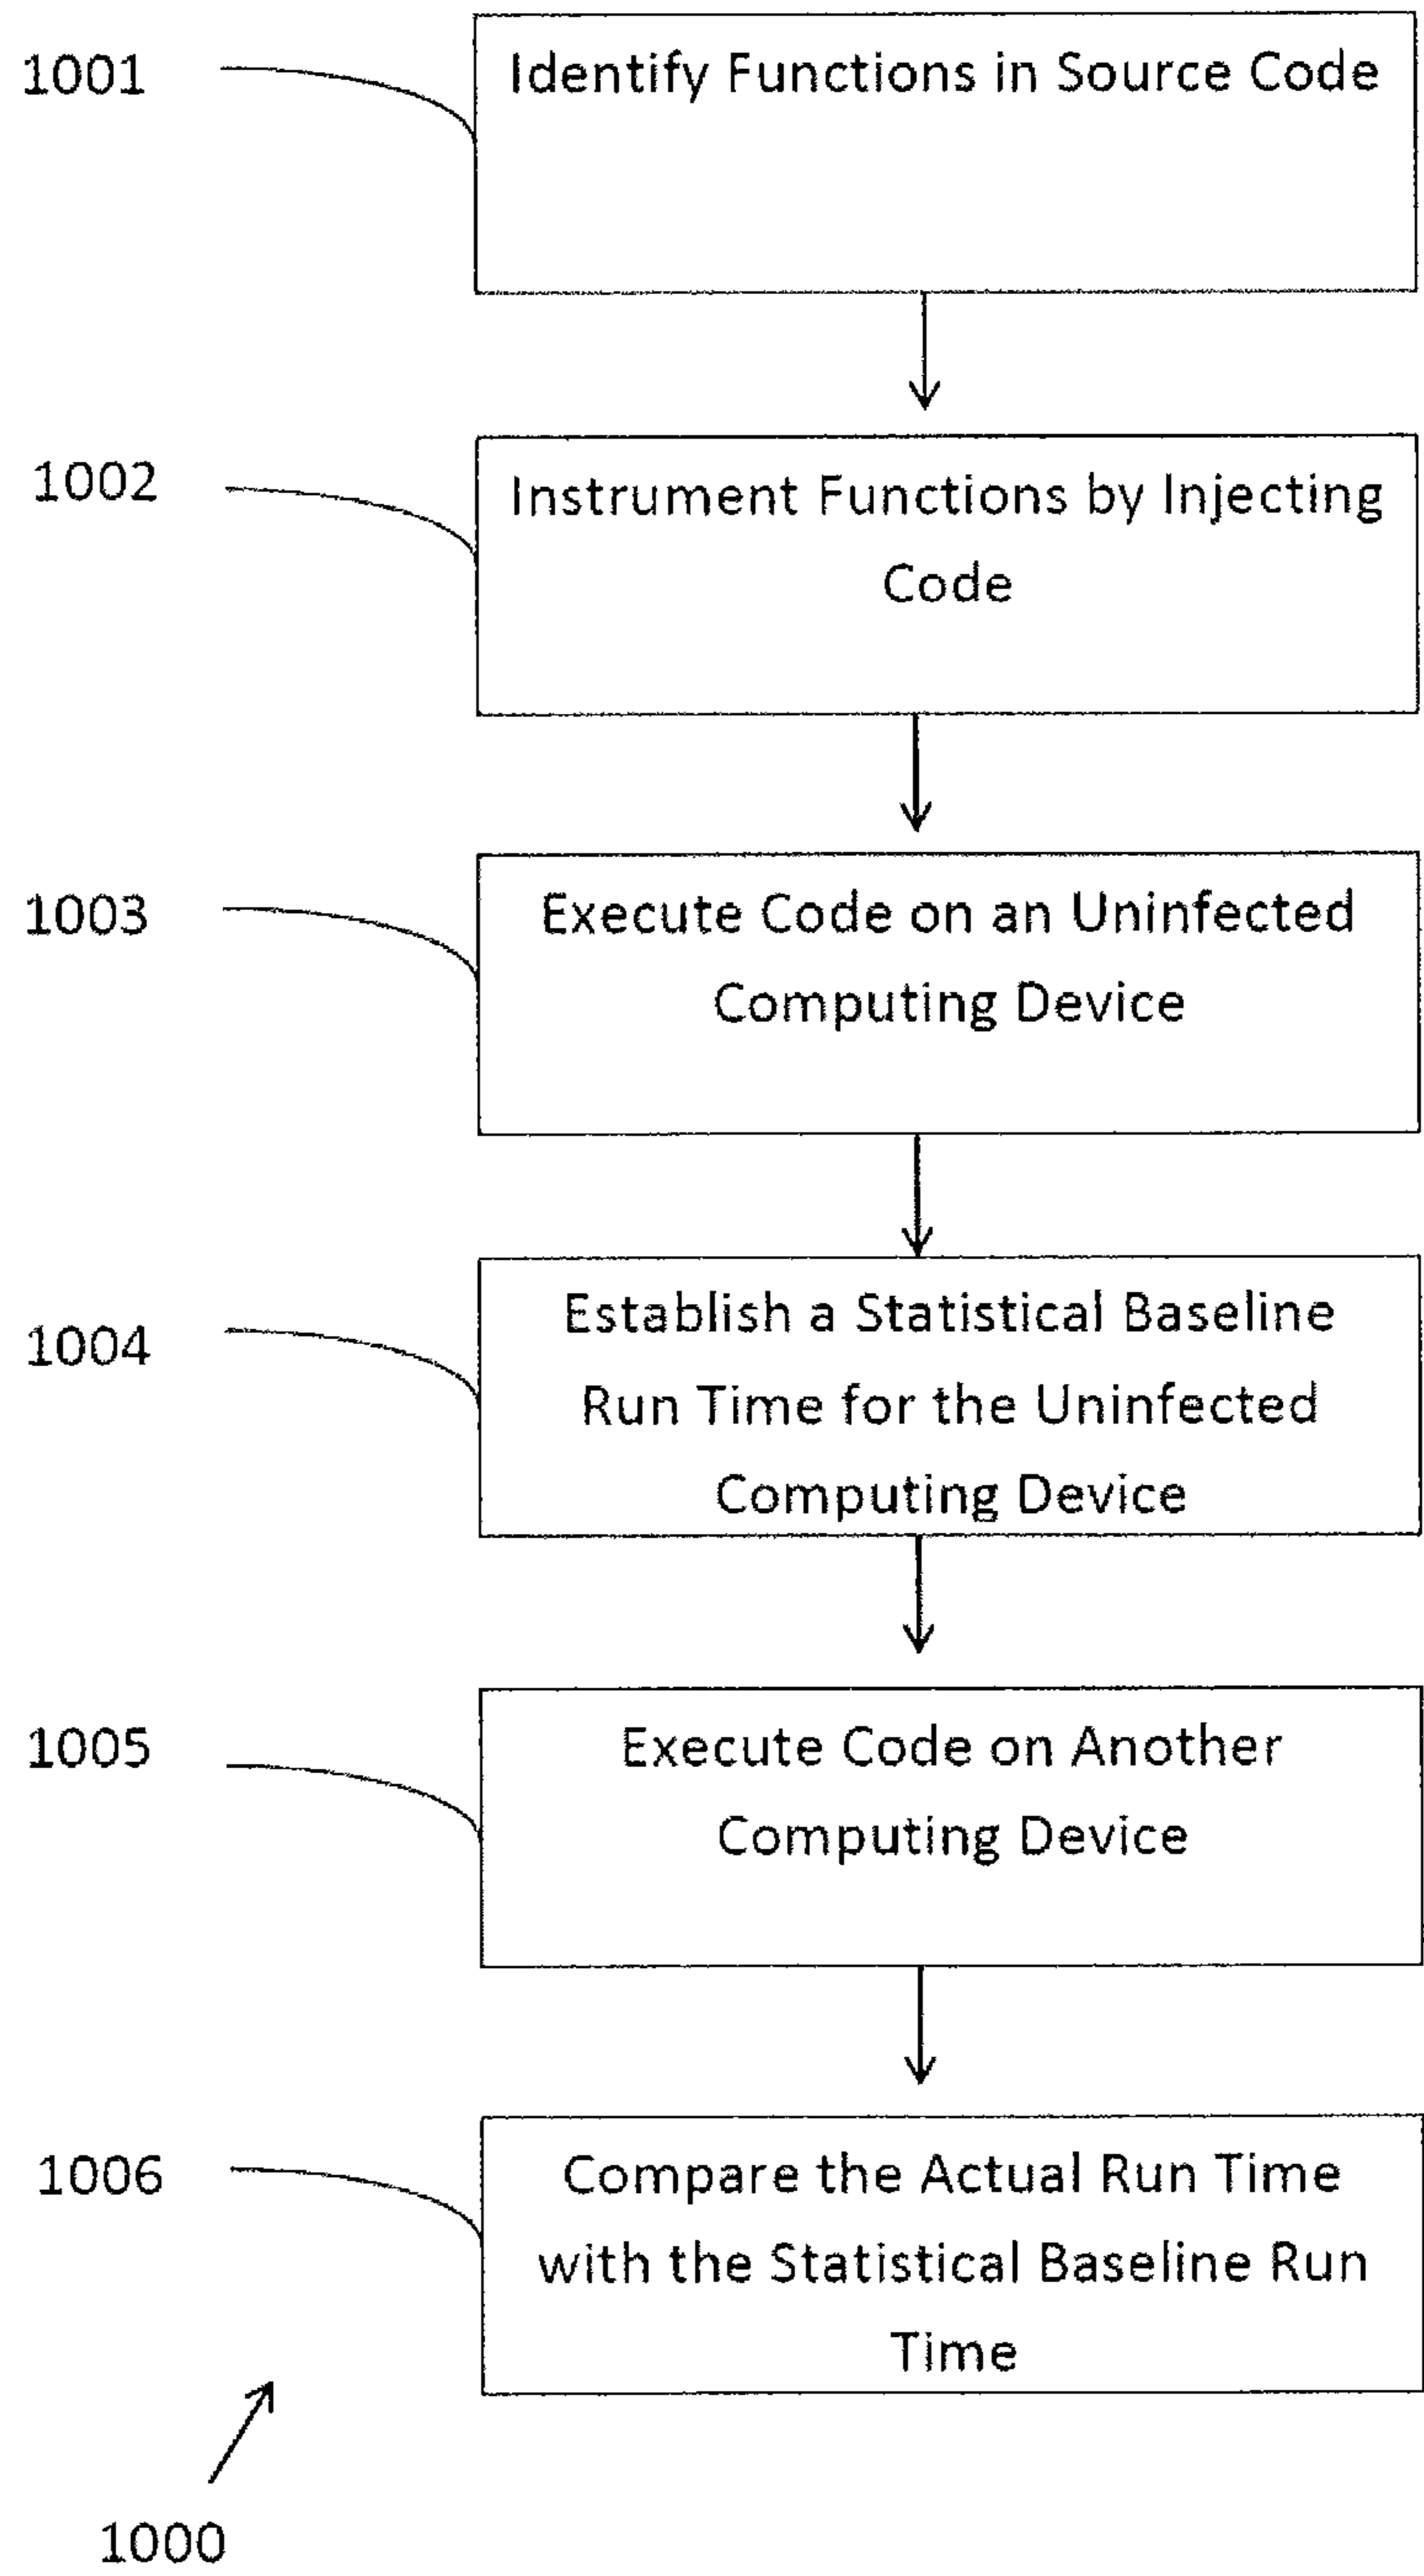 1001
Identify Functions in Source Code
1002
Instrument Functions by Injecting
Code
1003
Execute Code on an Uninfected
Computing Device
1004
Establish a Statistical Baseline
Run Time for the Uninfected
Computing Device
1005
Execute Code on Another
Computing Device
1006
Compare the Actual Run Time
with the Statistical Baseline Run
Time
1000